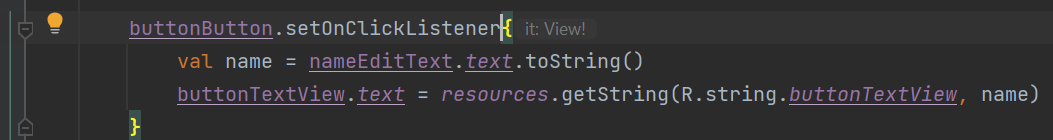 buttonButton.setOnClickListener{ it: View!
val name = nameEditText.text.toString()
buttonTextView.text = resources.getString(R.string.buttonTextView, name)
}